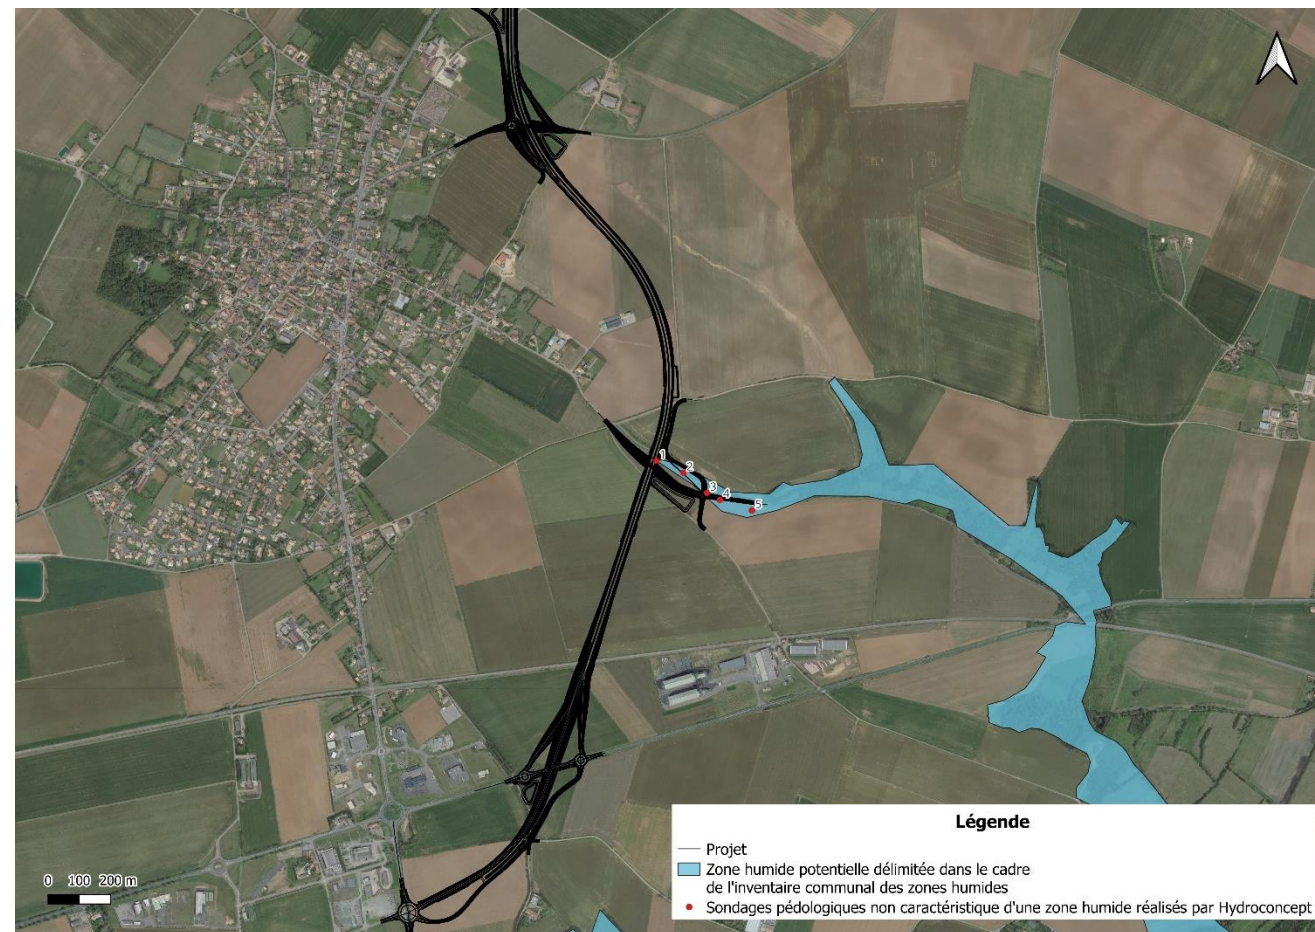 1
2
3
4
5
0 100 200 m
Légende
Projet
Zone humide potentielle délimitée dans le cadre
de l'inventaire communal des zones humides
Sondages pédologiques non caractéristique d'une zone humide réalisés par Hydroconcept